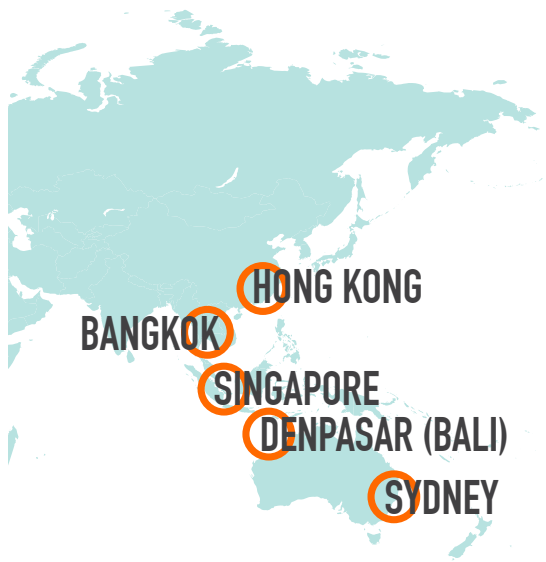 HONG KONG
BANGKOK
SINGAPORE
DENPASAR (BALI)
SYDNEY